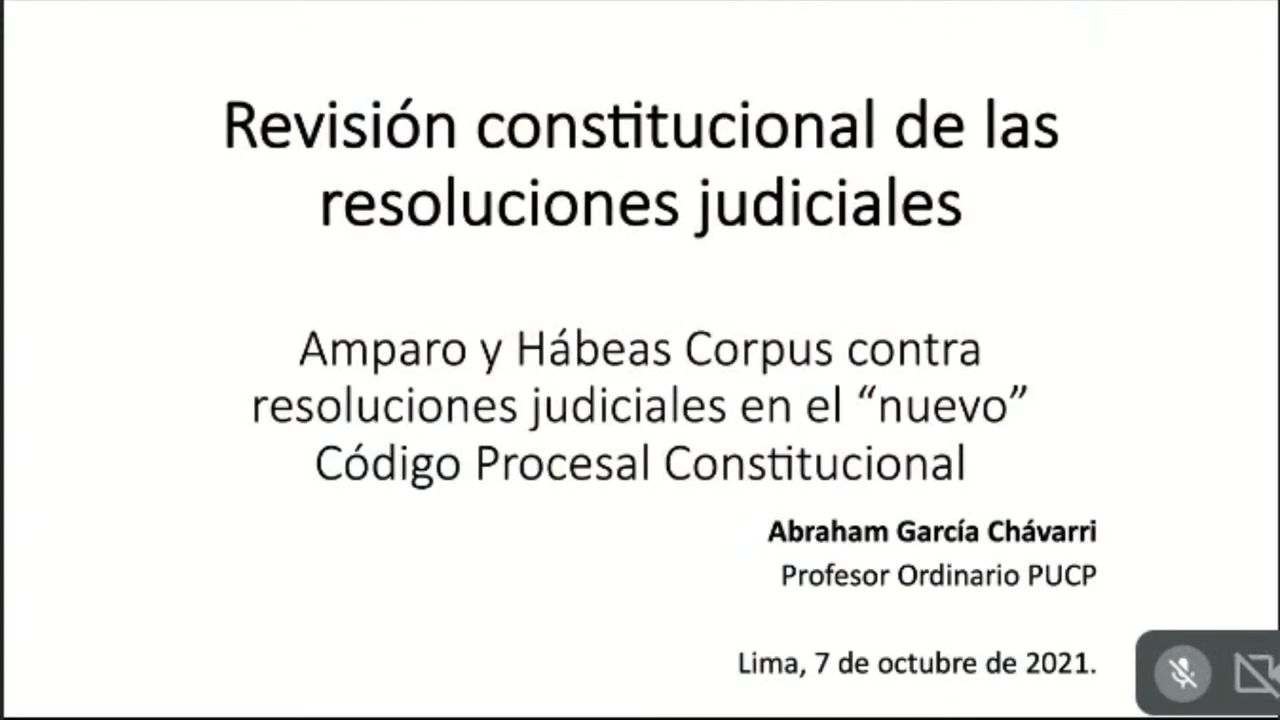 Revisión constitucional de las
resoluciones judiciales
Amparo y Hábeas Corpus contra
resoluciones judiciales en el “nuevo”
Código Procesal Constitucional
Abraham García Chávarri
Profesor Ordinario PUCP
Lima, 7 de octubre de 2021.